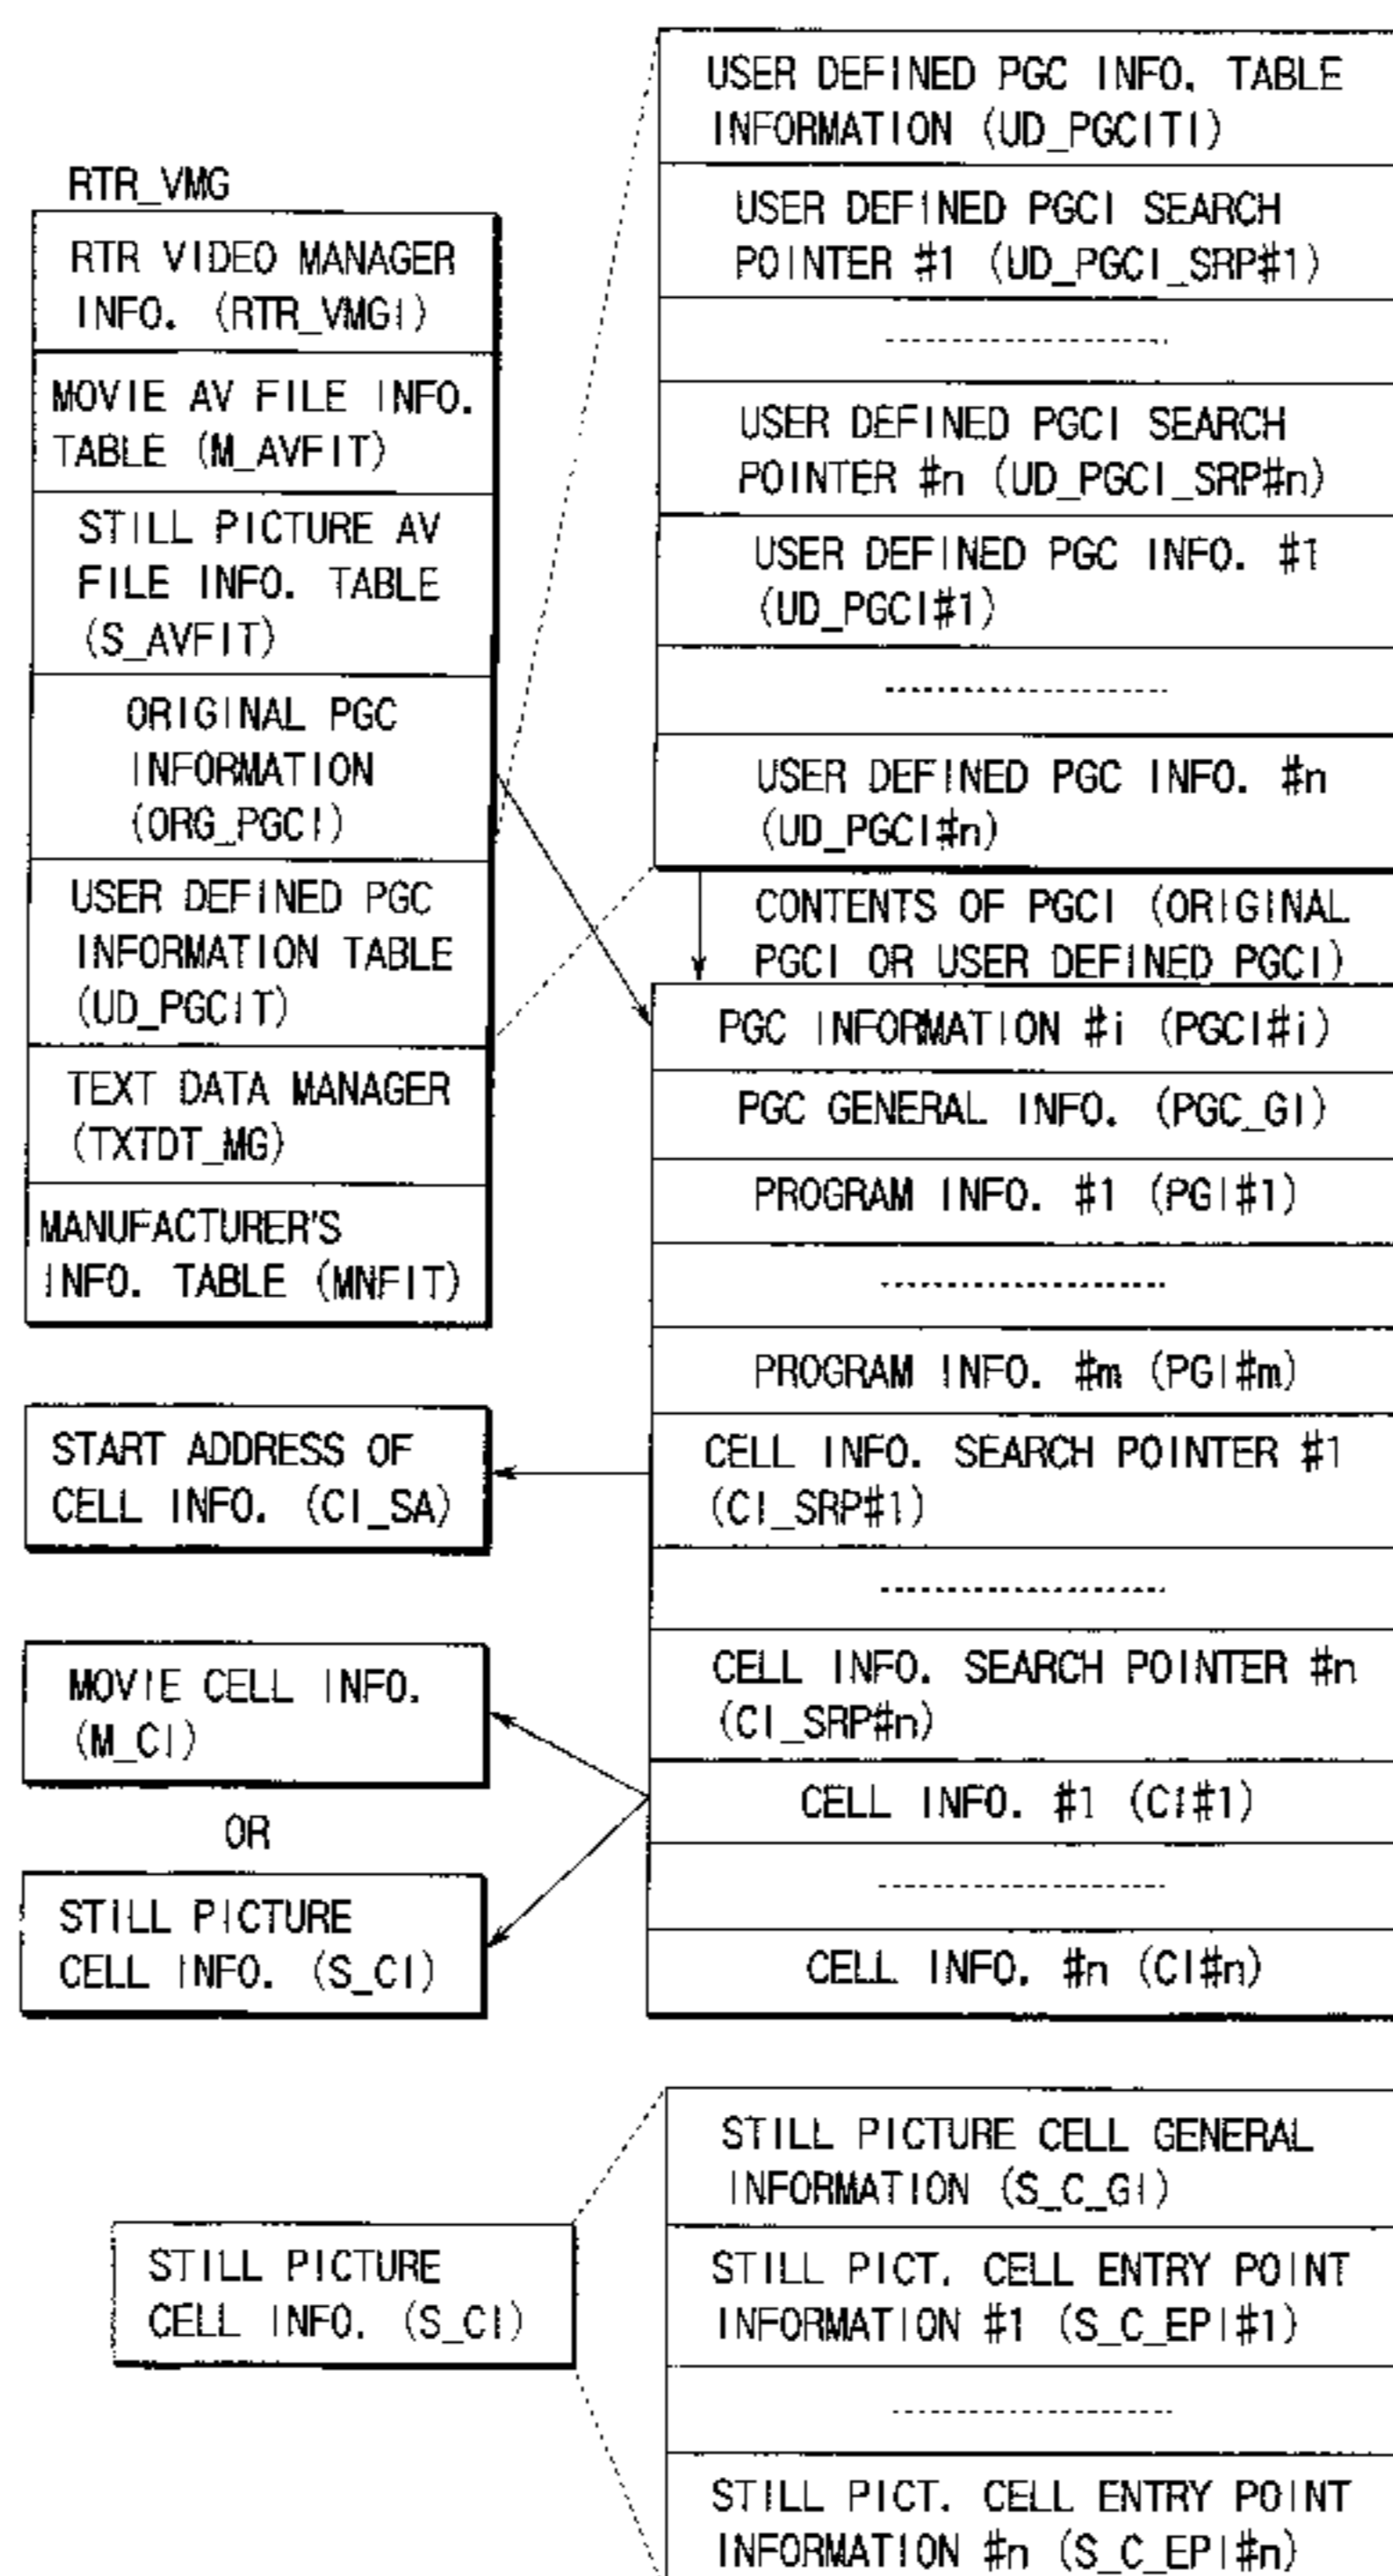 RTR_VMG
RTR VIDEO MANAGER
INFO. (RTR_VMGI)
MOVIE AV FILE INFO.
TABLE (M_AVFIT)
STILL PICTURE AV
FILE INFO. TABLE
(S_AVFIT)
ORIGINAL PGC
INFORMATION
(ORG_PGCI)
USER DEFINED PGC
INFORMATION TABLE
(UD_PGCIT)
TEXT DATA MANAGER
(TXTDT_MG)
MANUFACTURER'S
INFO. TABLE (MNFIT)
START ADDRESS OF
CELL INFO. (CI_SA)
MOVIE CELL INFO.
(M_CI)
OR
STILL PICTURE
CELL INFO. (S_CI)
USER DEFINED PGC INFO. TABLE
INFORMATION (UD_PGCITI)
USER DEFINED PGCI SEARCH
POINTER #1 (UD_PGCI_SRP#1)
USER DEFINED PGCI SEARCH
POINTER #n (UD_PGCI_SRP#n)
USER DEFINED PGC INFO. #1
(UD_PGCI#1)
USER DEFINED PGC INFO. #n
(UD_PGCI#n)
CONTENTS OF PGCI (ORIGINAL
PGCI OR USER DEFINED PGCI)
PGC INFORMATION #i (PGCI#i)
PGC GENERAL INFO. (PGC_GI)
PROGRAM INFO. #1 (PGI#1)
PROGRAM INFO. #m (PGI#m)
CELL INFO. SEARCH POINTER #1
(CI_SRP#1)
CELL INFO. SEARCH POINTER #n
(CI_SRP#n)
CELL INFO. #1 (CI#1)
CELL INFO. #n (CI#n)
STILL PICTURE
CELL INFO. (S_CI)
STILL PICTURE CELL GENERAL
INFORMATION (S_C_GI)
STILL PICT. CELL ENTRY POINT
INFORMATION #1 (S_C_EPI#1)
STILL PICT. CELL ENTRY POINT
INFORMATION #n (S_C_EPI#n)